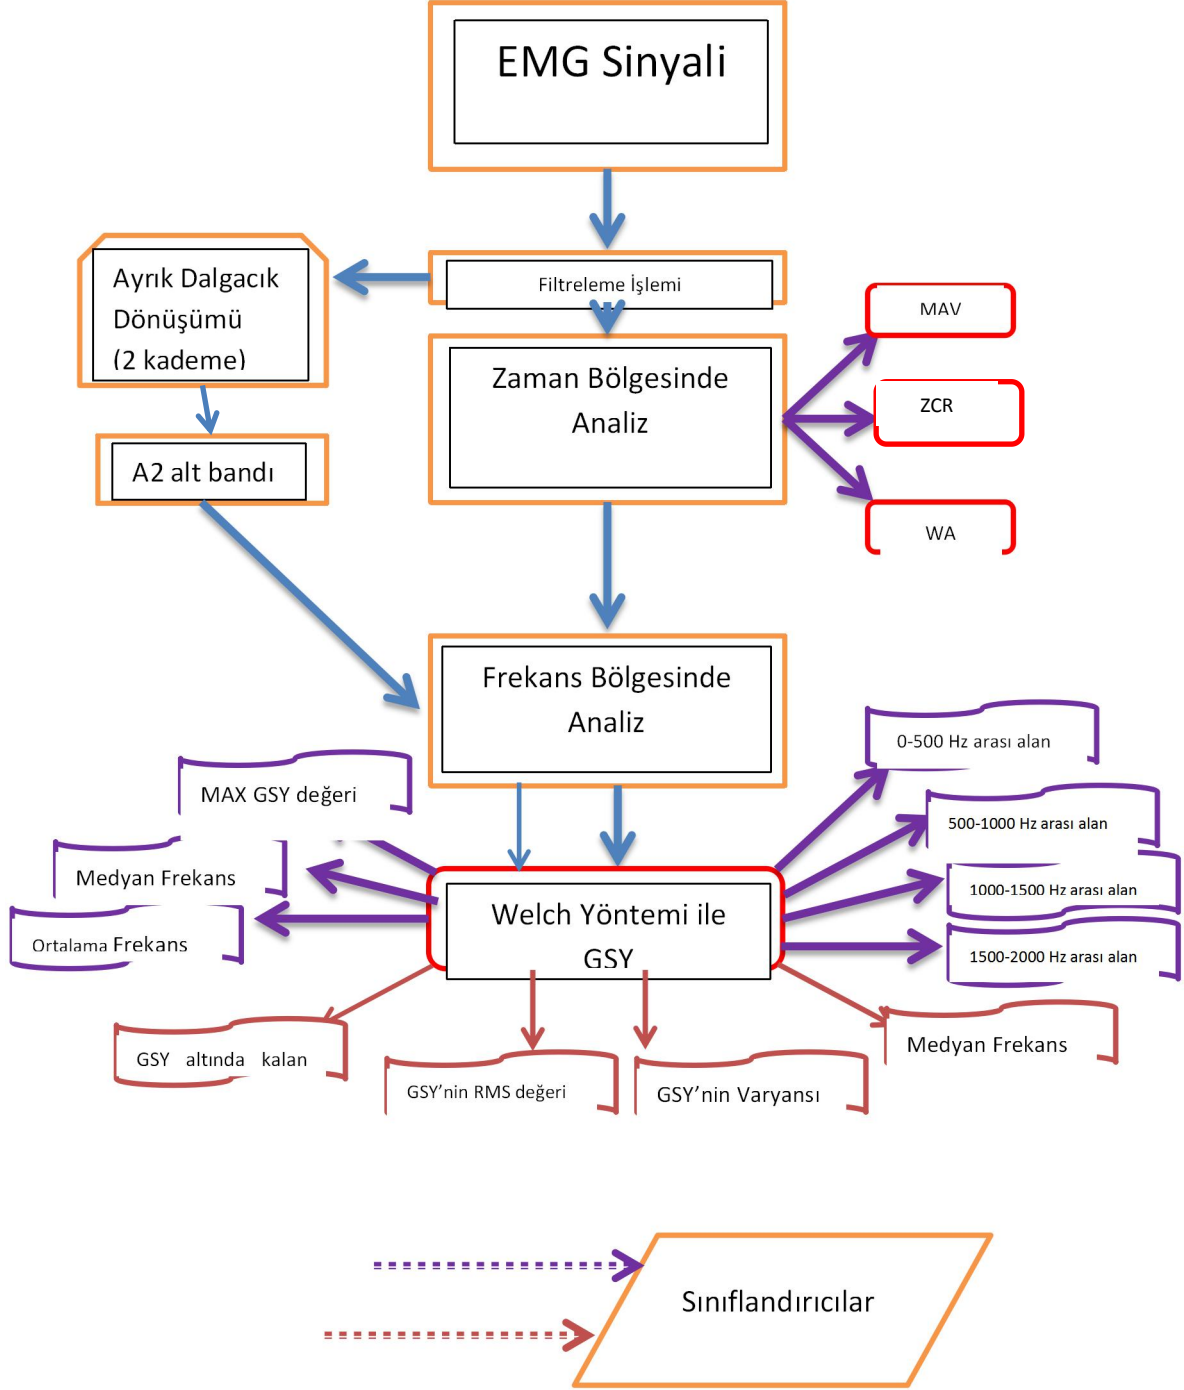 EMG Sinyali
Filtreleme İşlemi
Ayrık Dalgacık
Dönüşümü
(2 kademe)
A2 alt bandı
Zaman Bölgesinde
Analiz
MAV
ZCR
WA
Frekans Bölgesinde
Analiz
MAX GSY değeri
Medyan Frekans
Ortalama Frekans
0-500 Hz arası alan
500-1000 Hz arası alan
1000-1500 Hz arası alan
1500-2000 Hz arası alan
Welch Yöntemi ile
GSY
GSY altında kalan
GSY’nin RMS değeri
GSY’nin Varyansı
Medyan Frekans
Sınıflandırıcılar